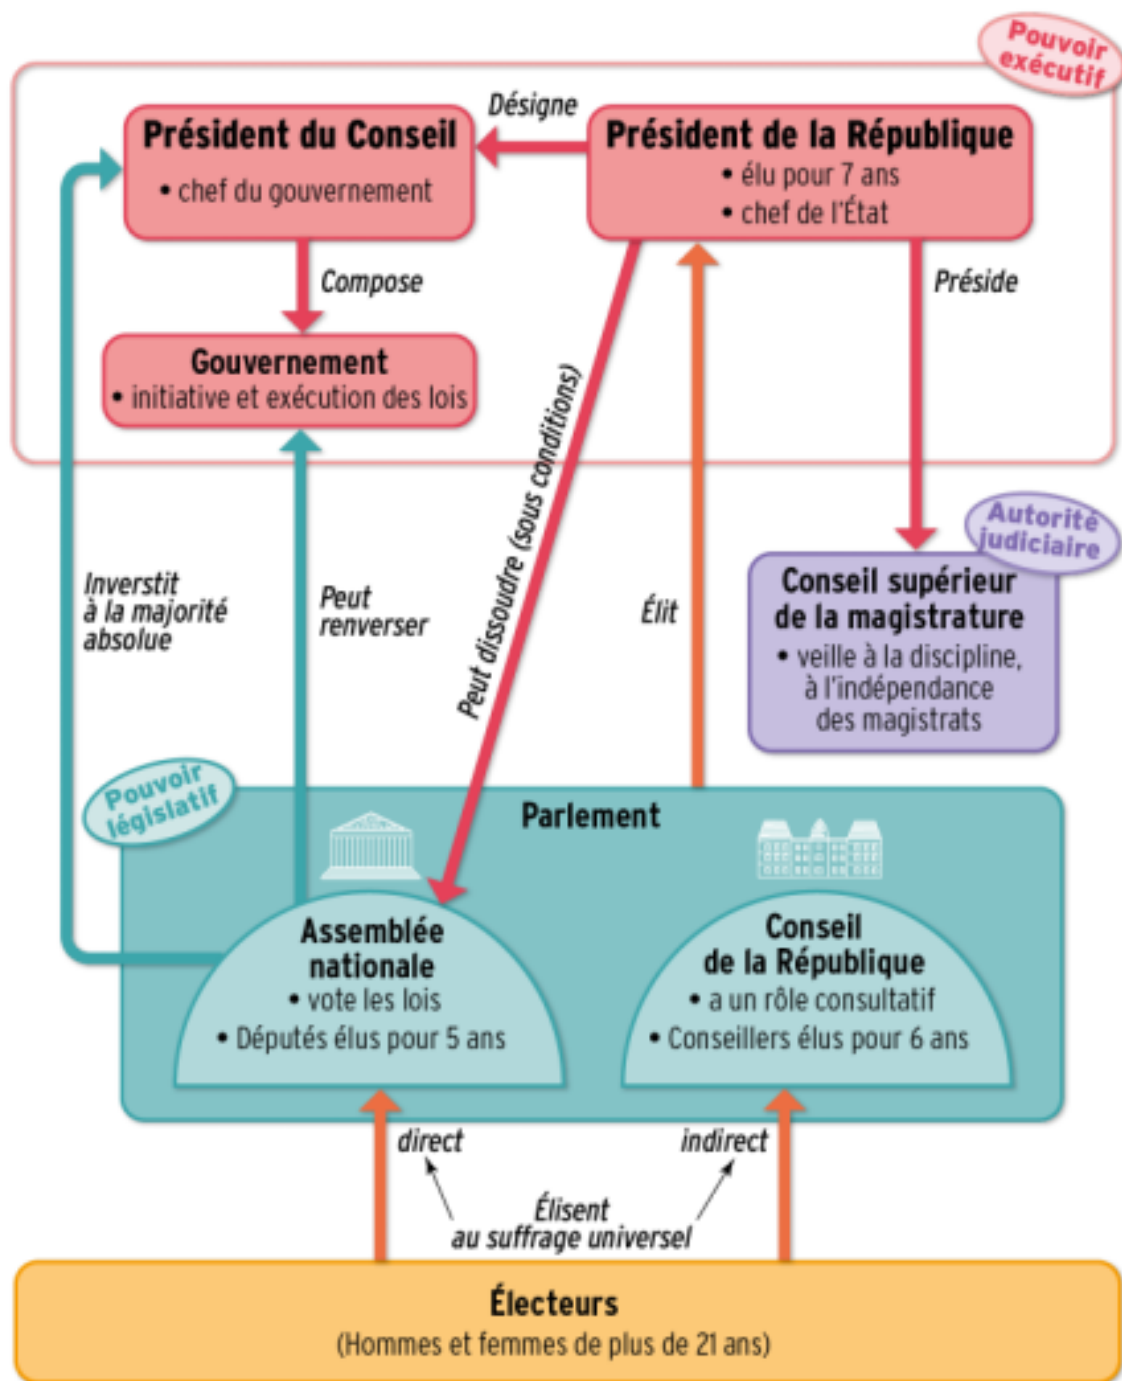 Pouvoir
exécutif
Désigne
Président du Conseil
• chef du gouvernement
Président de la République
• élu pour 7 ans
• chef de l'État
Compose
Préside
Gouvernement
• initiative et exécution des lois
Peut dissoudre (sous conditions)
Autorité
judiciaire
Conseil supérieur
de la magistrature
• veille à la discipline,
à l'indépendance
des magistrats
Inverstit
à la majorité
absolue
Peut
renverser
Élit
Pouvoir
législatif
Parlement
Assemblée
nationale
• vote les lois
• Députés élus pour 5 ans
Conseil
de la République
• a un rôle consultatif
• Conseillers élus pour 6 ans
direct
indirect
Élisent
au suffrage universel
Électeurs
(Hommes et femmes de plus de 21 ans)